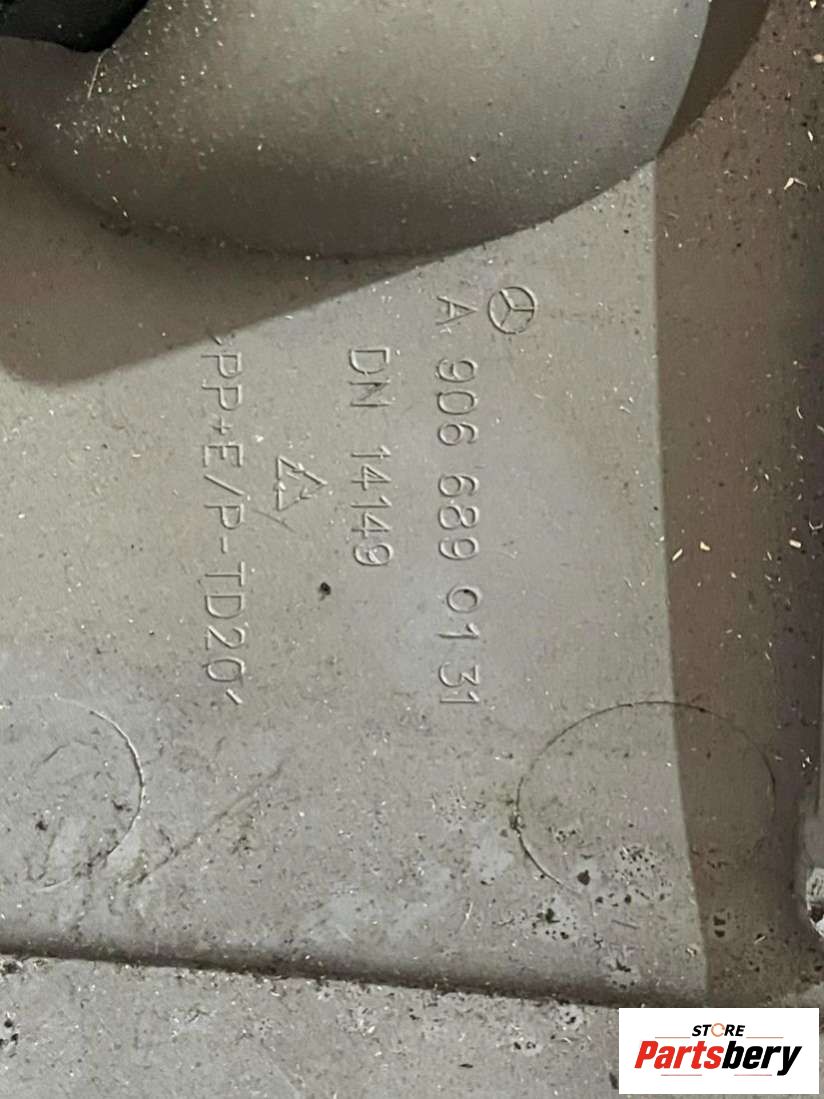 A 906 689 01 31
DN 14149
>PP+E/P-TD20<
STORE
Partsbery